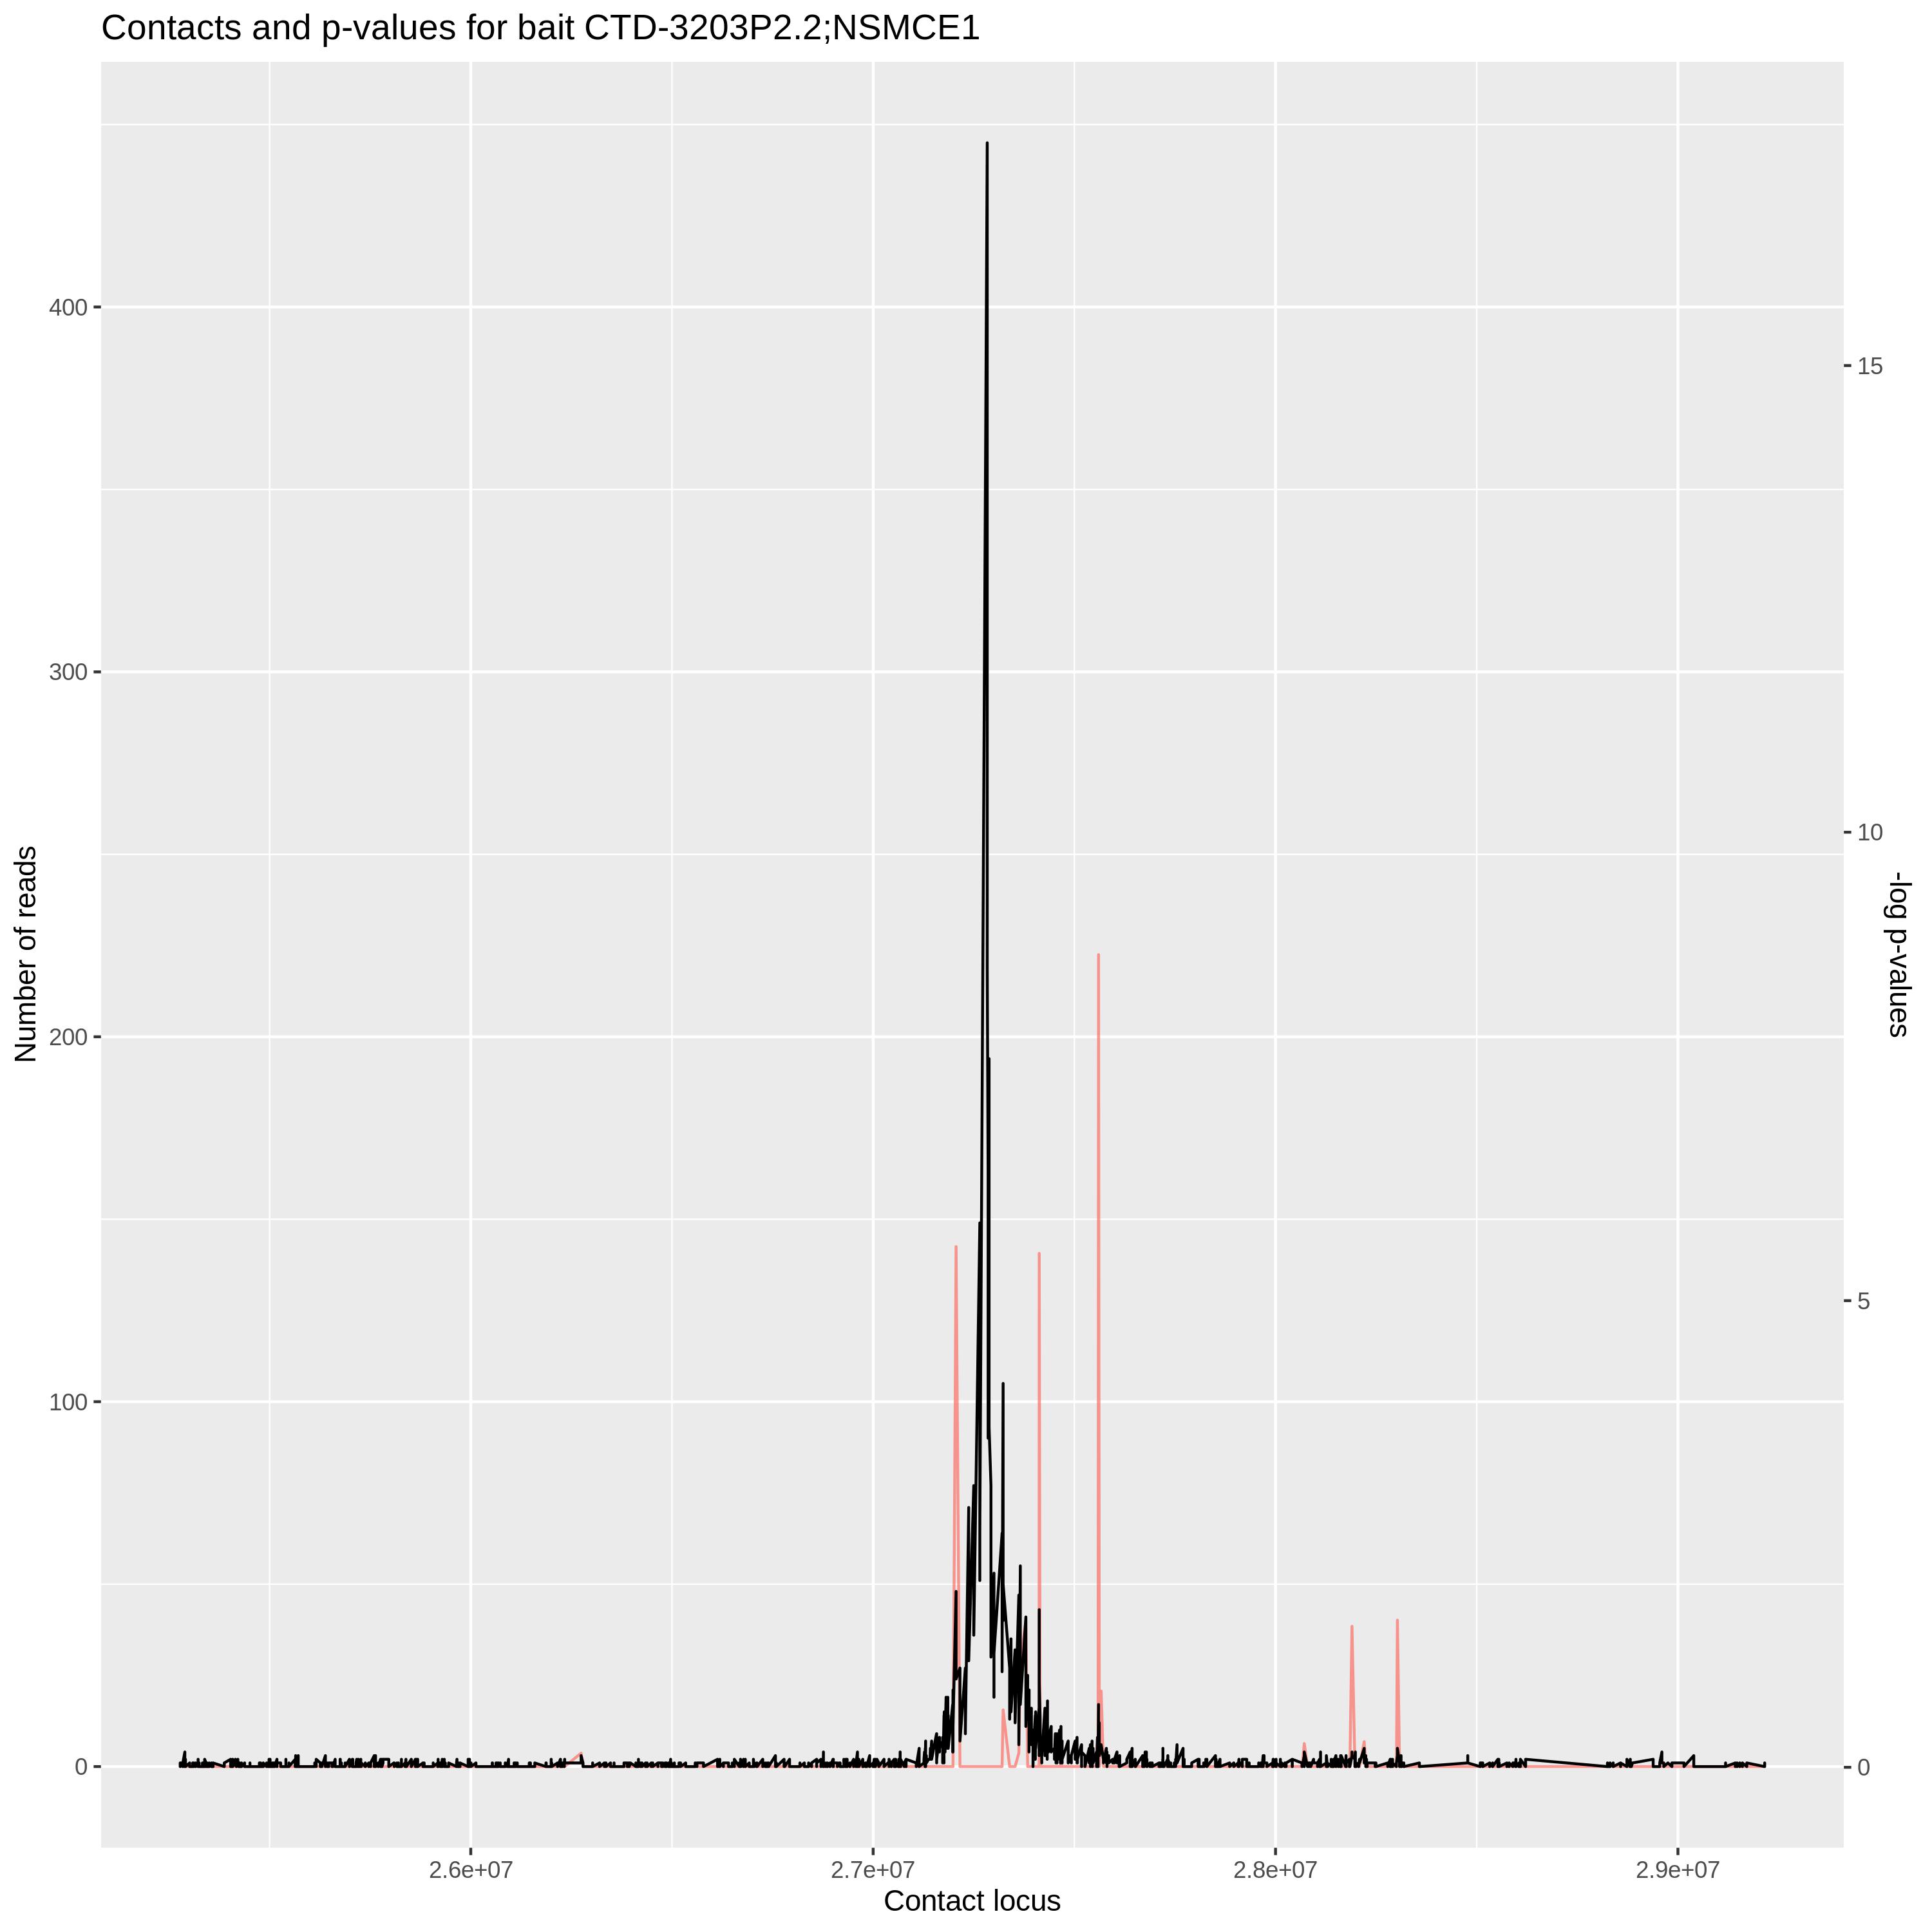 Contacts and p-values for bait CTD-3203P2.2;NSMCE1
Number of reads
400
300
200
100
0
15
10
5
0
-log p-values
2.6e+07 2.7e+07 2.8e+07 2.9e+07
Contact locus